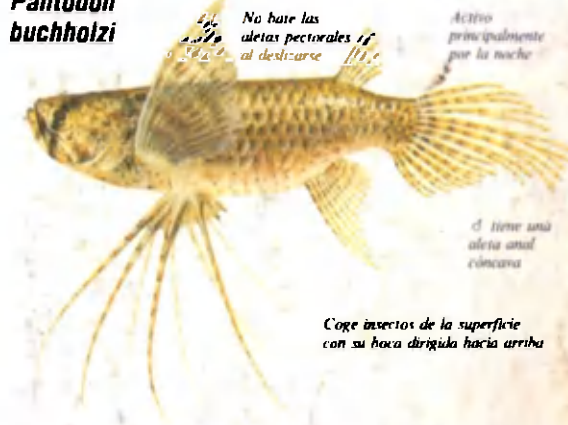 Pantodon
buchholzi
No bate las
aletas pectorales
al deslizarse
Activo
principalmente
por la noche
♂ tiene una
aleta anal
cóncava
Coge insectos de la superficie
con su boca dirigida hacia arriba